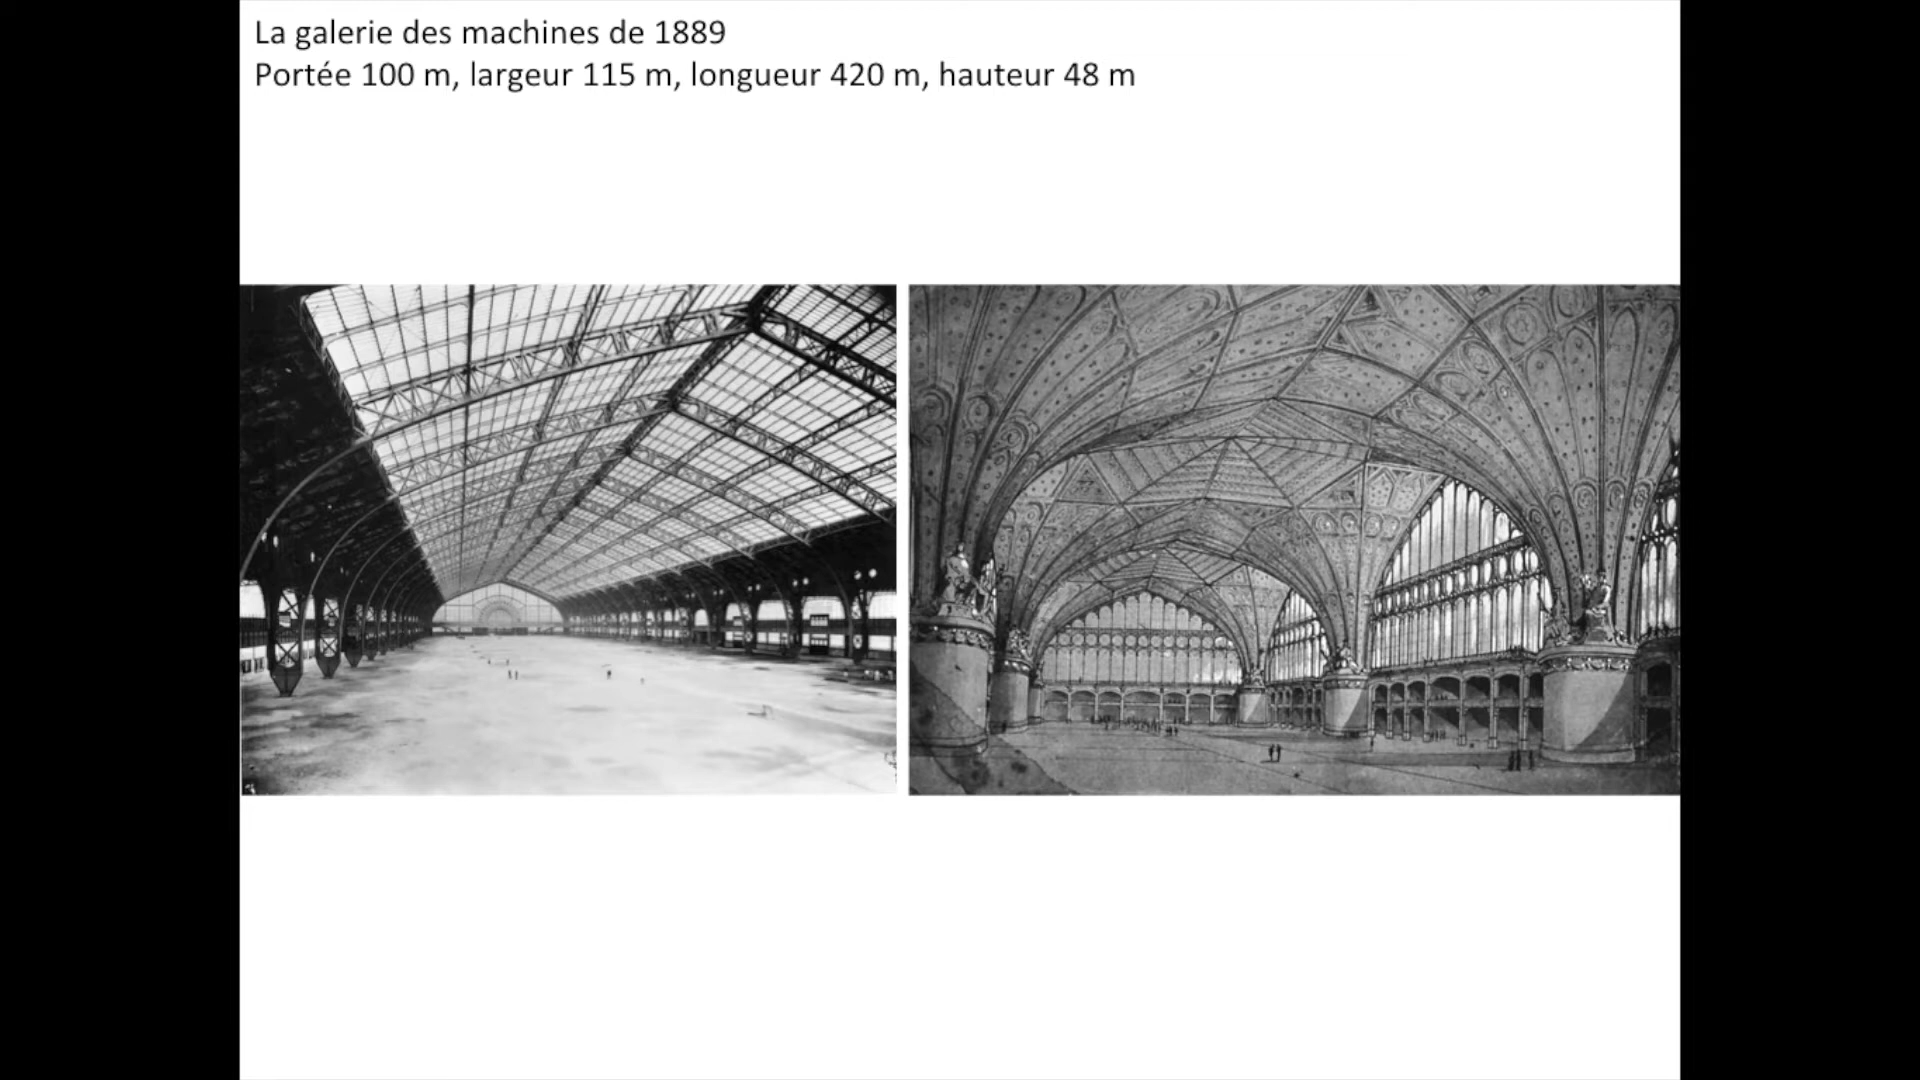 La galerie des machines de 1889
Portée 100 m, largeur 115 m, longueur 420 m, hauteur 48 m